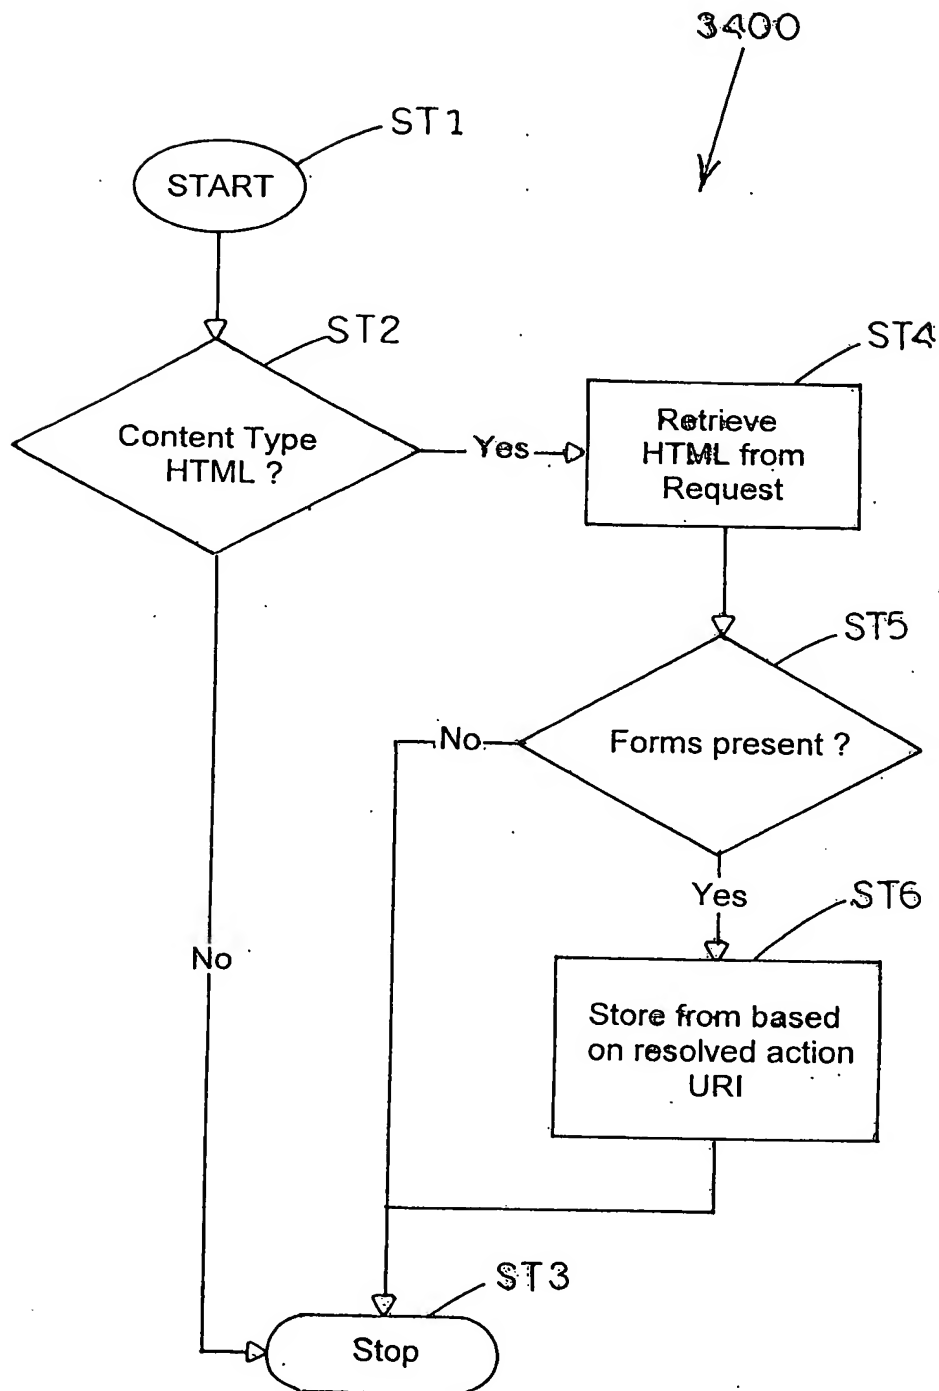 3400
ST1
START
ST2
Content Type
HTML ?
Yes
ST4
Retrieve
HTML from
Request
ST5
Forms present ?
No
Yes
ST6
Store from based
on resolved action
URI
No
ST3
Stop